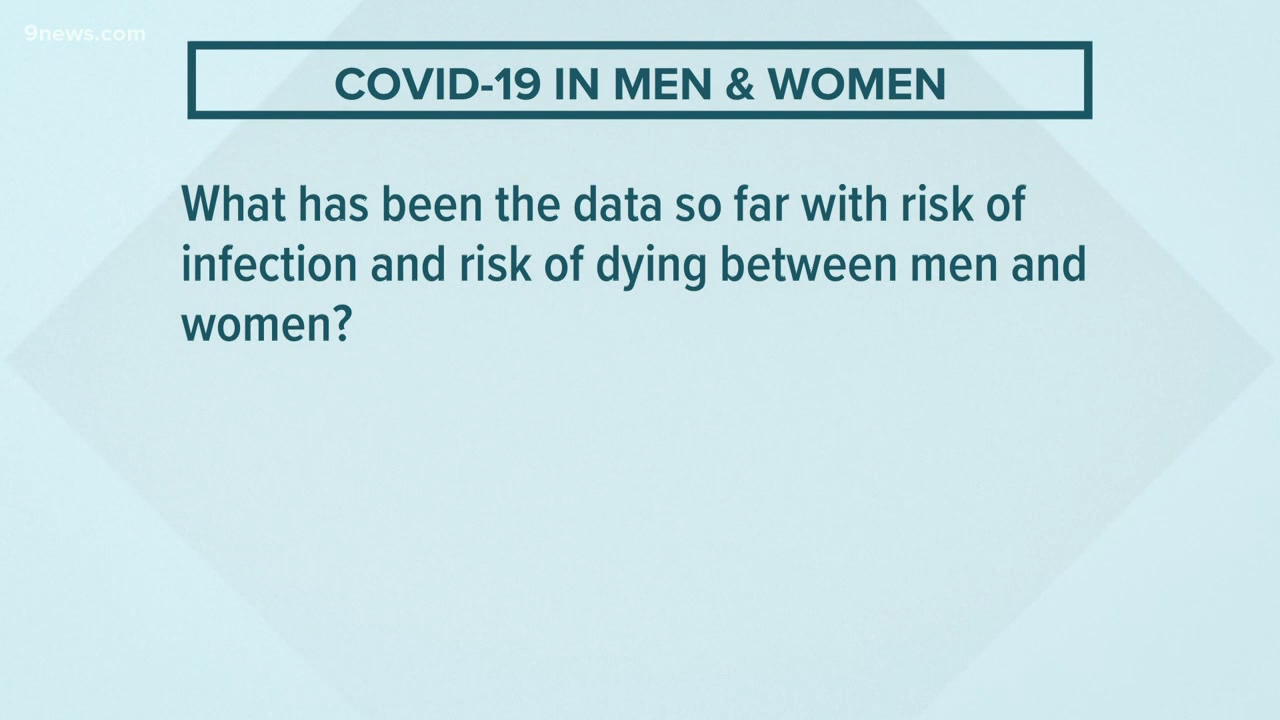 9news.com
COVID-19 IN MEN & WOMEN
What has been the data so far with risk of
infection and risk of dying between men and
women?